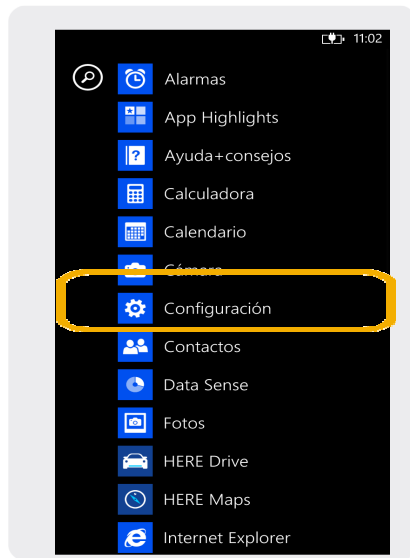 11:02
Alarmas
App Highlights
Ayuda+consejos
Calculadora
Calendario
Cámara
Configuración
Contactos
Data Sense
Fotos
HERE Drive
HERE Maps
Internet Explorer